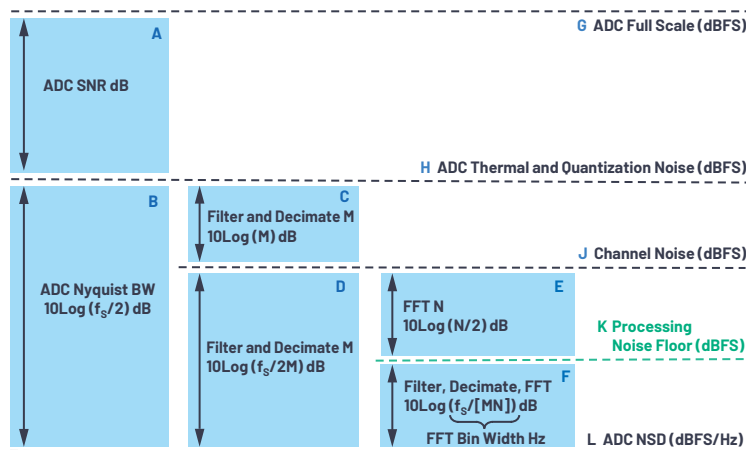 A
G ADC Full Scale (dBFS)
ADC SNR dB
H ADC Thermal and Quantization Noise (dBFS)
B
C
Filter and Decimate M
10Log (M) dB
J Channel Noise (dBFS)
ADC Nyquist BW
10Log (fS/2) dB
D
Filter and Decimate M
10Log (fS/2M) dB
E
FFT N
10Log (N/2) dB
K Processing
Noise Floor (dBFS)
F
Filter, Decimate, FFT
10Log (fS/[MN]) dB
FFT Bin Width Hz
L ADC NSD (dBFS/Hz)